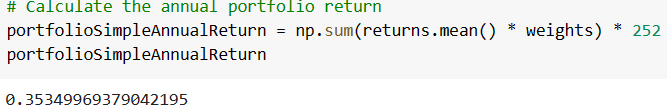 # Calculate the annual portfolio return
portfolioSimpleAnnualReturn = np.sum(returns.mean() * weights) * 252
portfolioSimpleAnnualReturn
0.35349969379042195